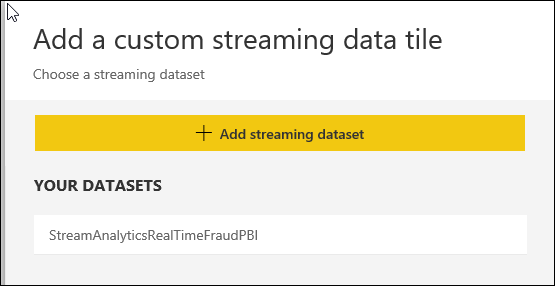 Add a custom streaming data tile
Choose a streaming dataset
Add streaming dataset
YOUR DATASETS
StreamAnalyticsRealTimeFraudPBI